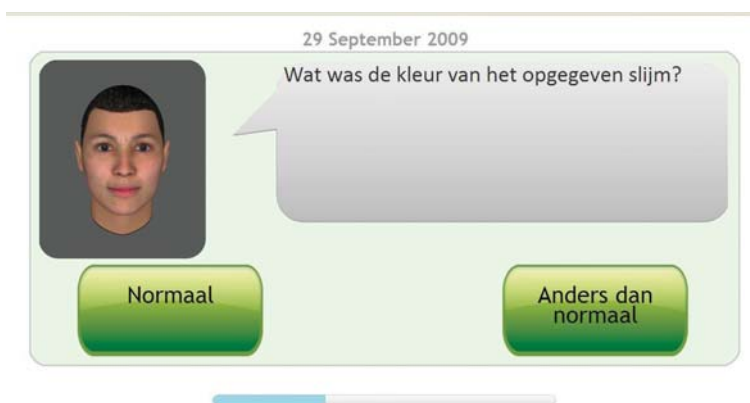 29 September 2009
Wat was de kleur van het opgegeven slijm?
Normaal
Anders dan
normaal